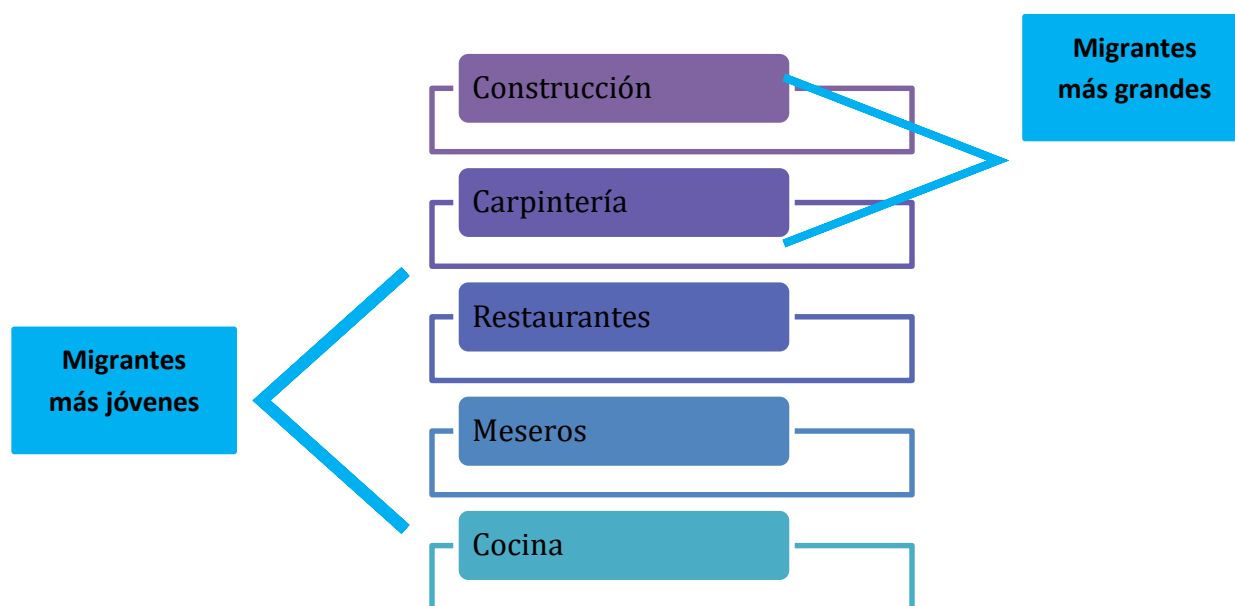 Migrantes
más grandes
Construcción
Carpintería
Restaurantes
Migrantes
más jóvenes
Meseros
Cocina